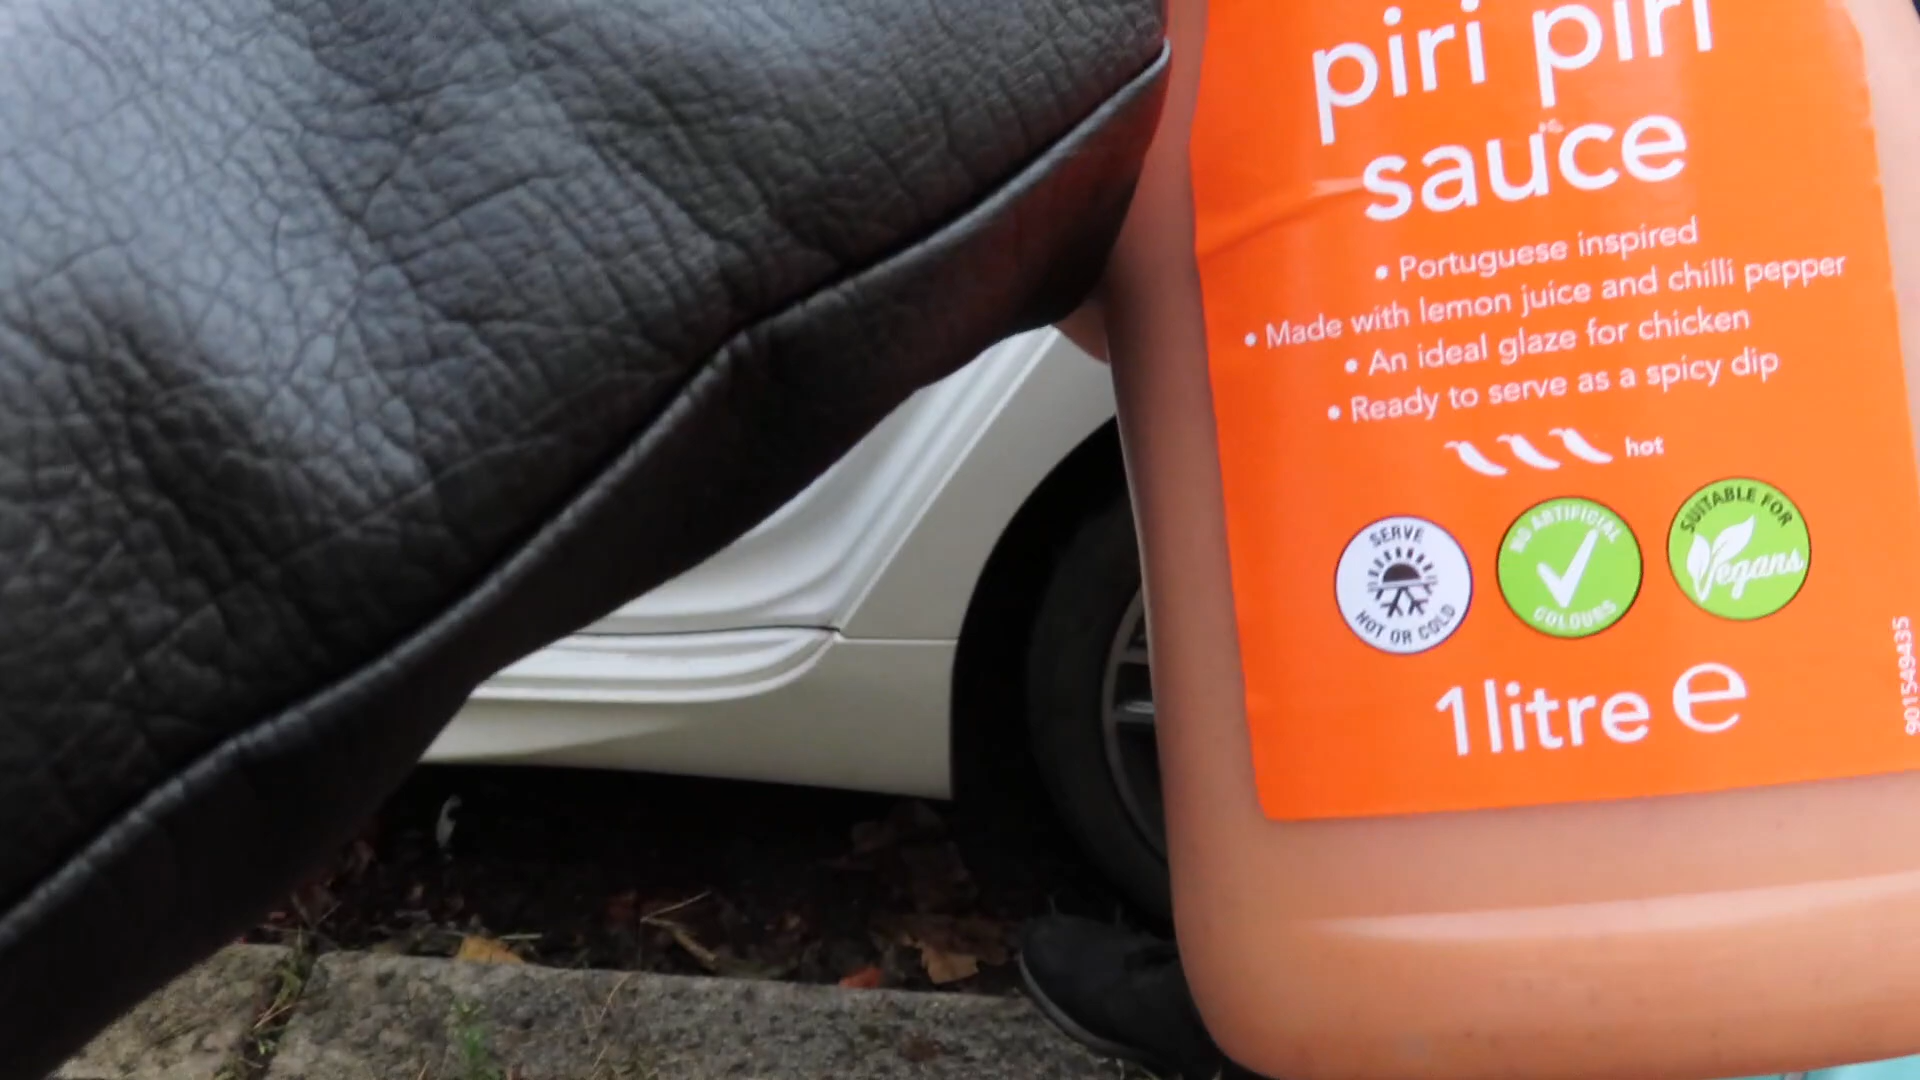 piri piri
sauce
• Portuguese inspired
• Made with lemon juice and chilli pepper
• An ideal glaze for chicken
• Ready to serve as a spicy dip
hot
SERVE
HOT OR COLD
NO ARTIFICIAL
COLOURS
SUITABLE FOR
Vegans
1 litre e
901549435